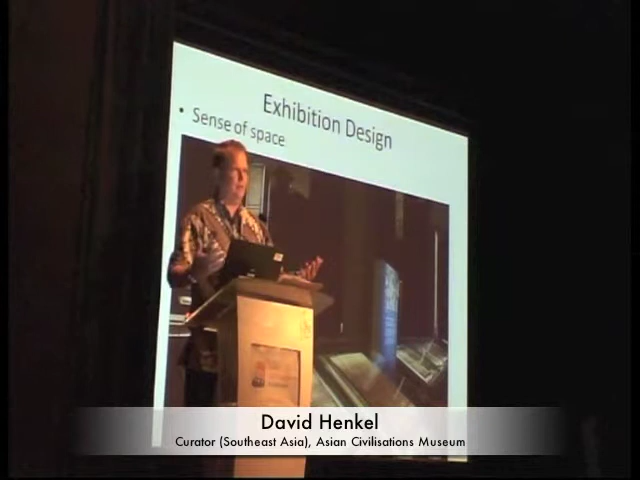 Exhibition Design
• Sense of space
David Henkel
Curator (Southeast Asia), Asian Civilisations Museum